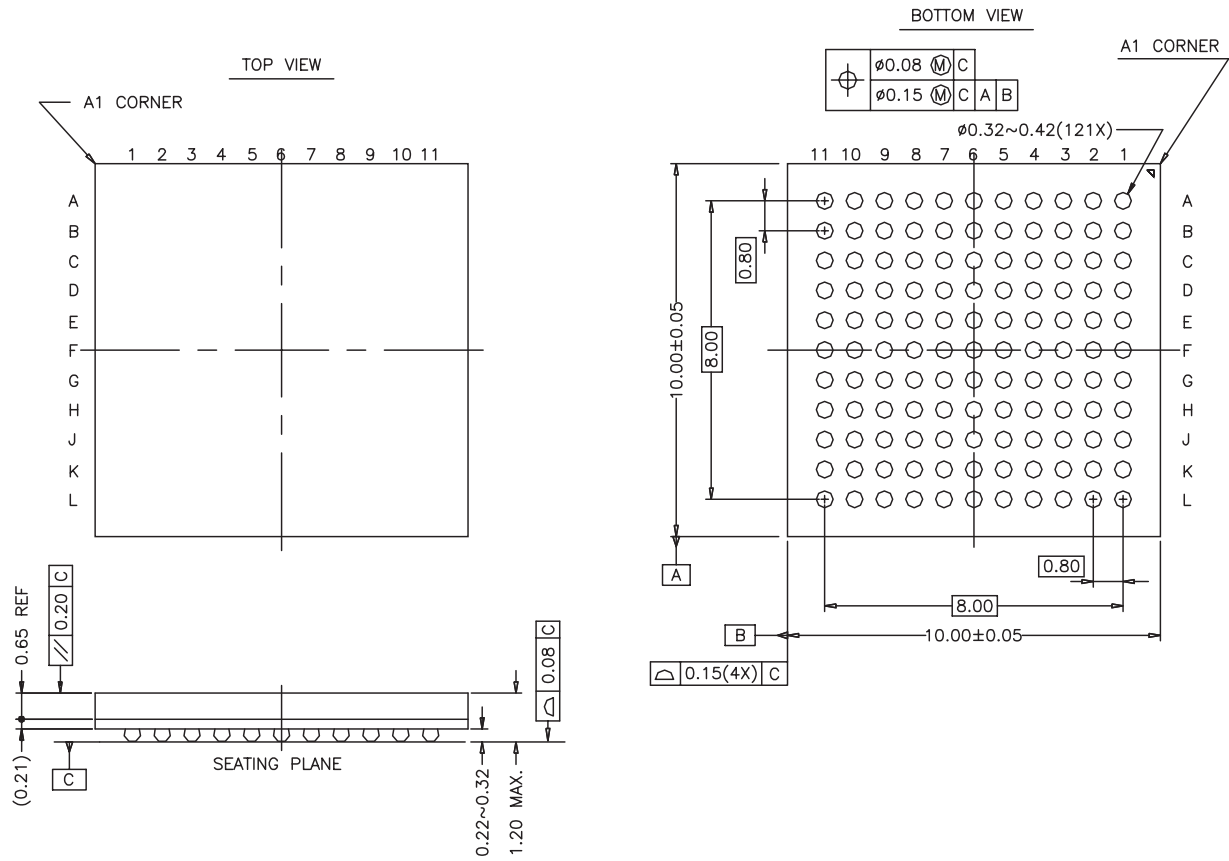 BOTTOM VIEW
A1 CORNER
TOP VIEW
A1 CORNER
ø0.08 Ⓜ C
ø0.15 Ⓜ C A B
ø0.32~0.42(121X)
1 2 3 4 5 6 7 8 9 10 11
11 10 9 8 7 6 5 4 3 2 1
A
B
C
D
E
F
G
H
J
K
L
A
B
C
D
E
F
G
H
J
K
L
0.80
8.00
10.00±0.05
A
0.80
8.00
B
10.00±0.05
0.15(4X) C
0.65 REF
// 0.20 C
0.08 C
(0.21)
C
SEATING PLANE
0.22~0.32
1.20 MAX.